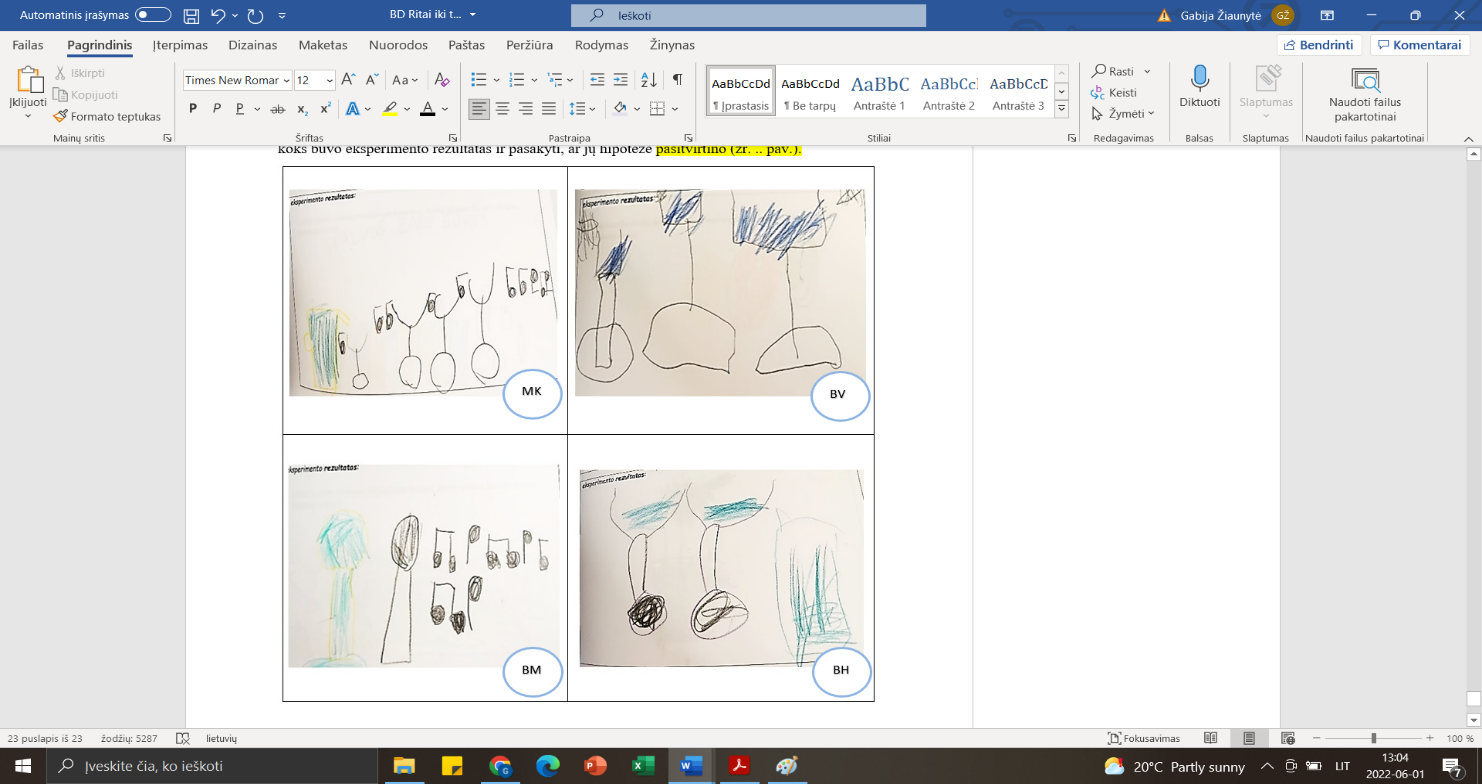 Automatinis įrašymas
BD Ritai iki t...
Ieškoti
Gabija Žiaunytė
GŽ
Failas Pagrindinis Įterpimas Dizainas Maketas Nuorodos Paštas Peržiūra Rodymas Žinynas
Bendrinti Komentarai
Įklijuoti
Iškirpti
Kopijuoti
Formato teptukas
Mainų sritis
Times New Romar 12
Šriftas
Pastraipa
AaBbCcDd AaBbCcDd AaBbC AaBbCc AaBbCcD
¶ Įprastasis ¶ Be tarpų Antraštė 1 Antraštė 2 Antraštė 3
Stiliai
Rasti
Keisti
Žymėti
Redagavimas
Diktuoti
Balsas
Slaptumas
Slaptumas
Naudoti failus
pakartotinai
Naudoti failus pakartotinai
koks buvo eksperimento rezultatas ir pasakyti, ar jų hipotezė pasitvirtino (žr. .. pav.).
eksperimento rezultatas:
MK
eksperimento rezultatas:
BV
eksperimento rezultatas:
BM
eksperimento rezultatas:
BH
23 puslapis iš 23 žodžių: 5287 lietuvių
Fokusavimas
100 %
Įveskite čia, ko ieškoti
20°C Partly sunny
LIT
13:04
2022-06-01
7